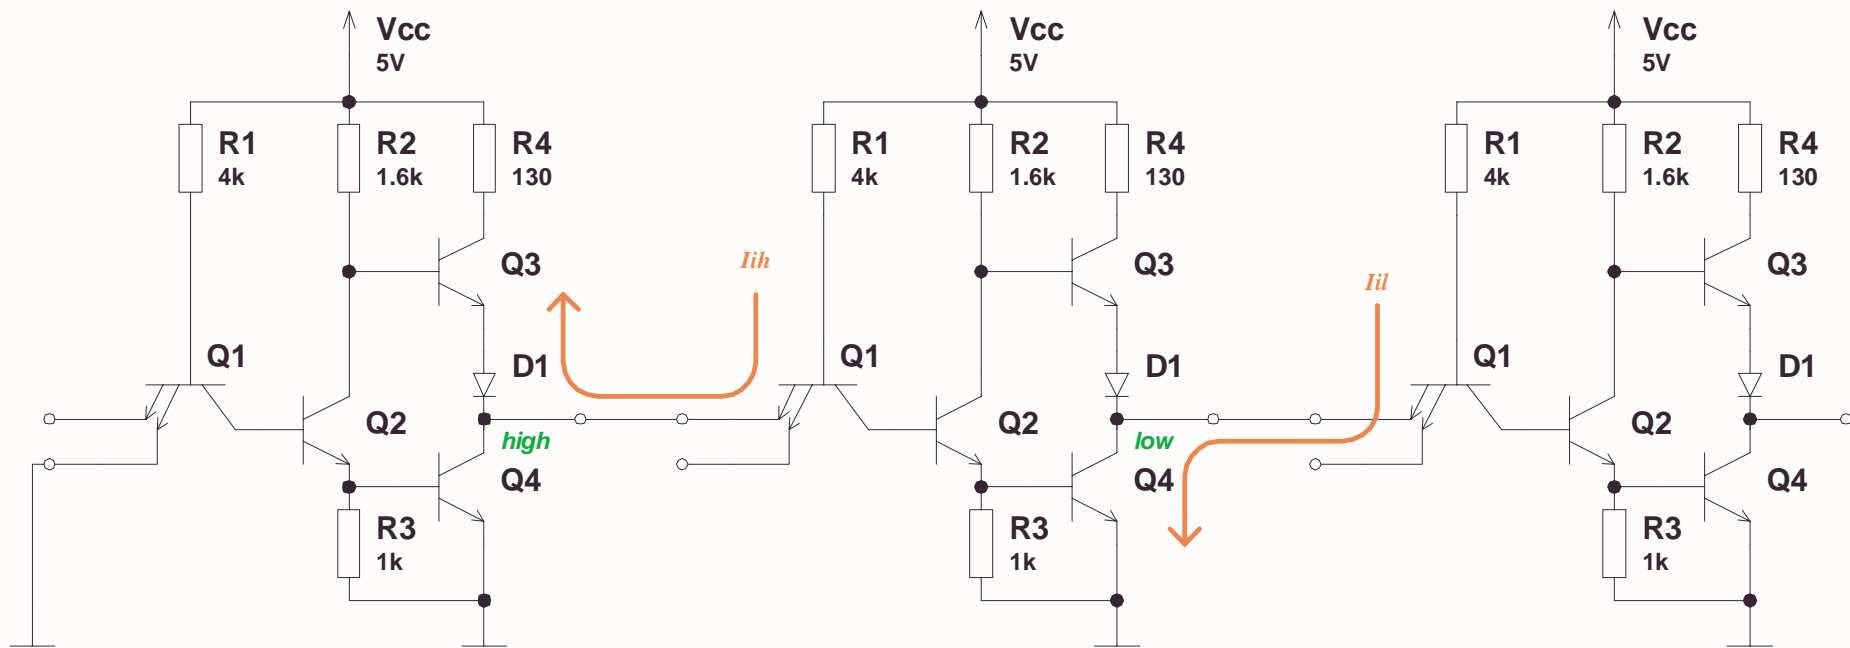 Vcc
5V
Vcc
5V
Vcc
5V
R1
4k
R2
1.6k
R4
130
R1
4k
R2
1.6k
R4
130
R1
4k
R2
1.6k
R4
130
Q3
Iih
Q3
Iil
Q3
Q1
D1
Q1
D1
Q1
D1
Q2
high
Q4
Q2
low
Q4
Q2
Q4
R3
1k
R3
1k
R3
1k